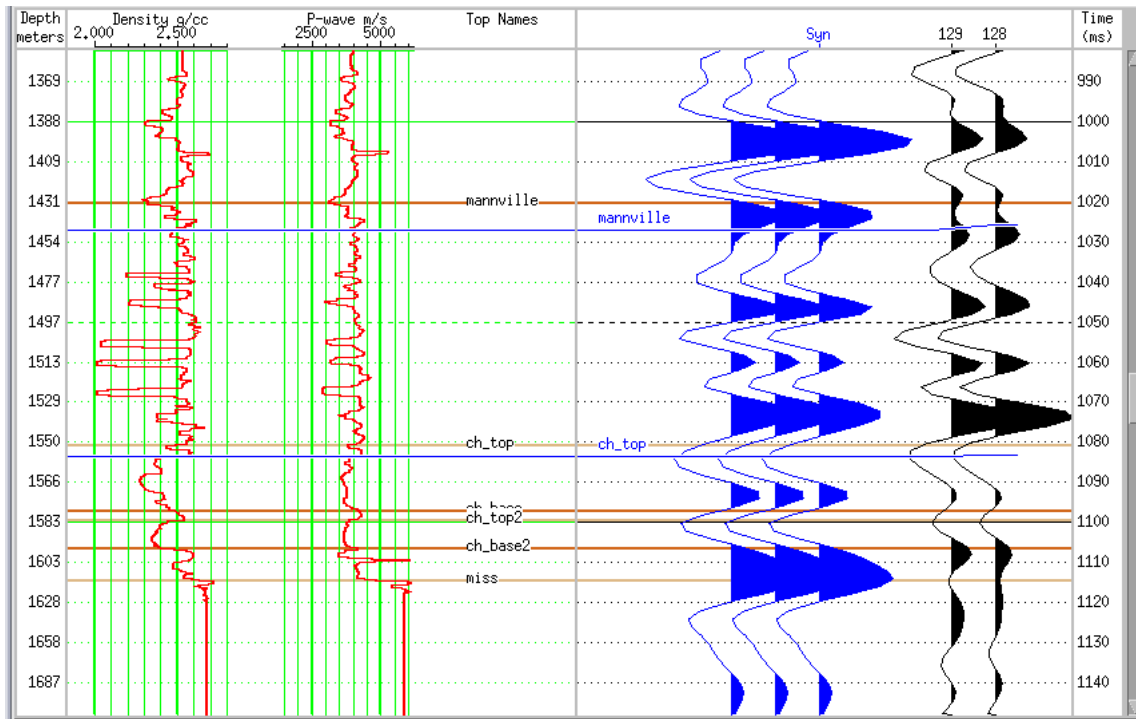 Depth meters
Density g/cc
2.000 2.500
P-wave m/s
2500 5000
Top Names
Syn
129 128
Time (ms)
1369 990
1388 1000
1409 1010
1431 mannville 1020
mannville
1454 1030
1477 1040
1497 1050
1513 1060
1529 1070
1550 ch_top ch_top 1080
1566 1090
ch_base
1583 ch_top2 1100
ch_base2
1603 1110
miss
1628 1120
1658 1130
1687 1140